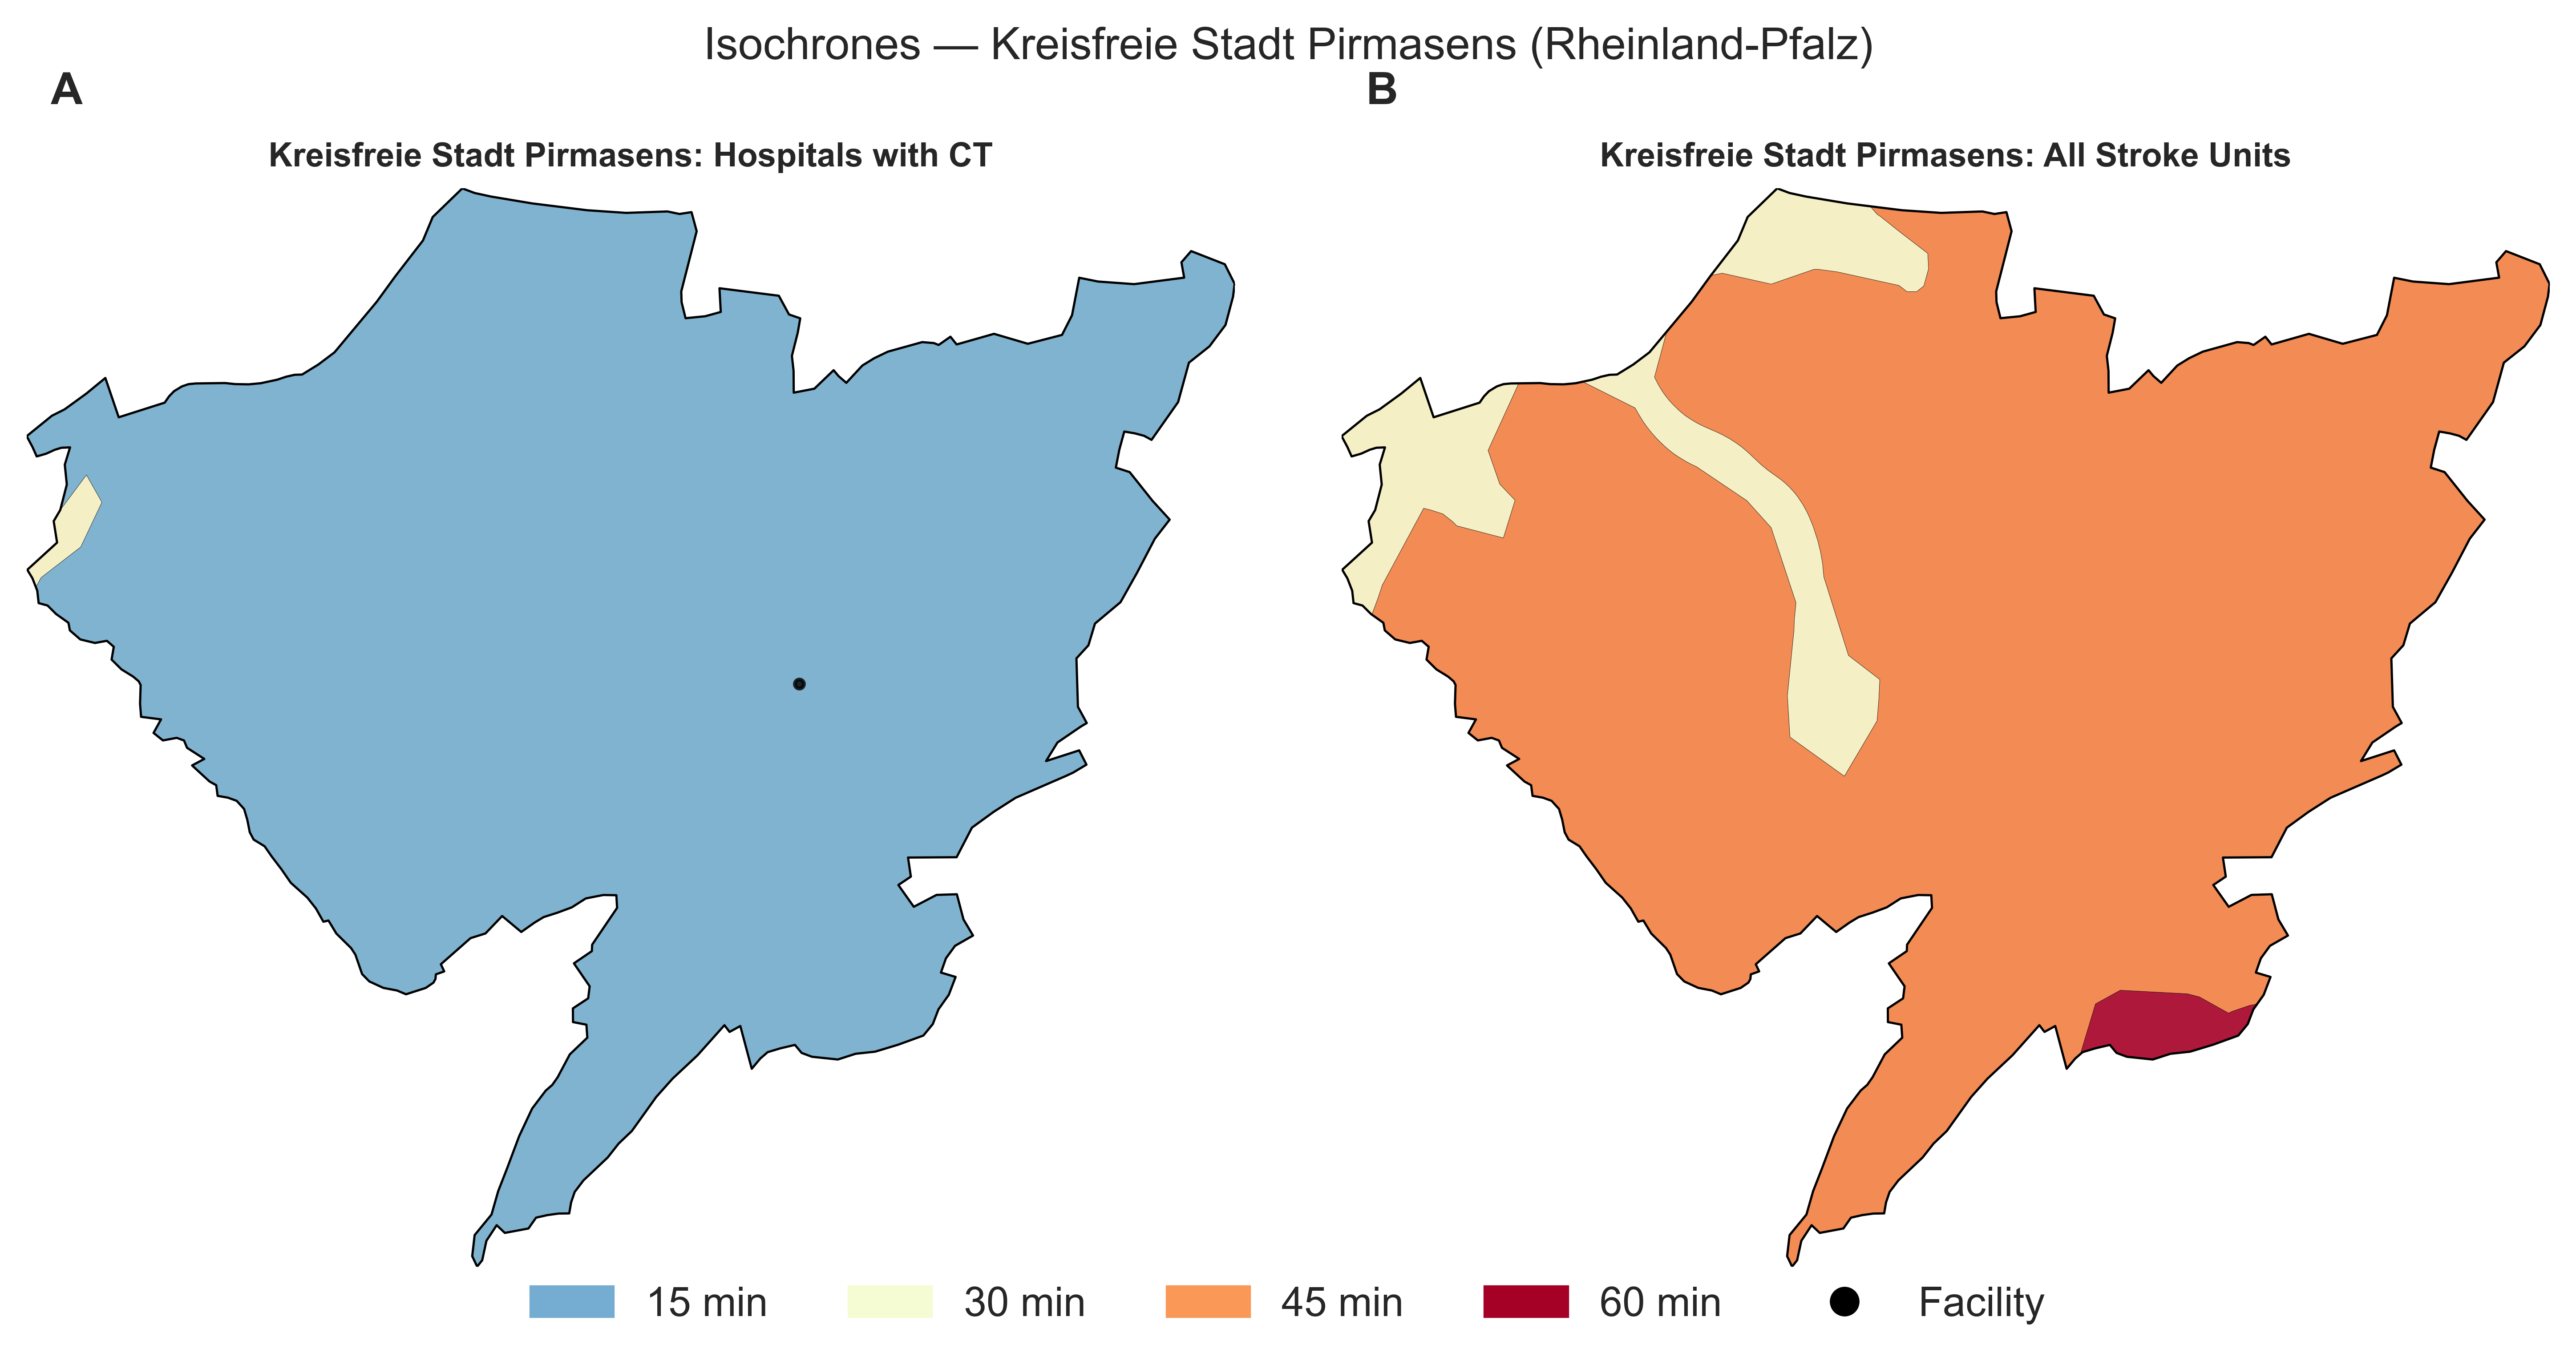 Isochrones — Kreisfreie Stadt Pirmasens (Rheinland-Pfalz)
A
B
Kreisfreie Stadt Pirmasens: Hospitals with CT
Kreisfreie Stadt Pirmasens: All Stroke Units
15 min
30 min
45 min
60 min
Facility